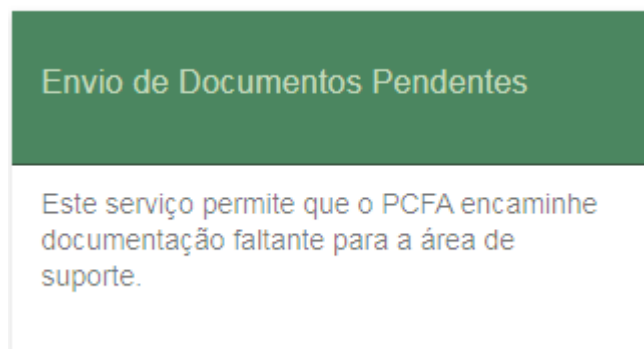 Envio de Documentos Pendentes
Este serviço permite que o PCFA encaminhe
documentação faltante para a área de
suporte.